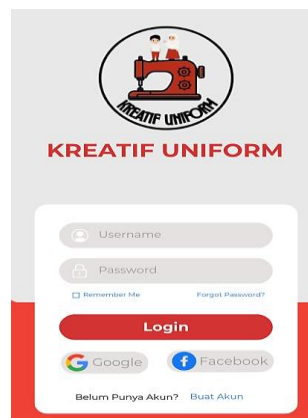 KREATIF UNIFORM
KREATIF UNIFORM
Username
Password
Remember Me Forgot Password?
Login
Google Facebook
Belum Punya Akun? Buat Akun